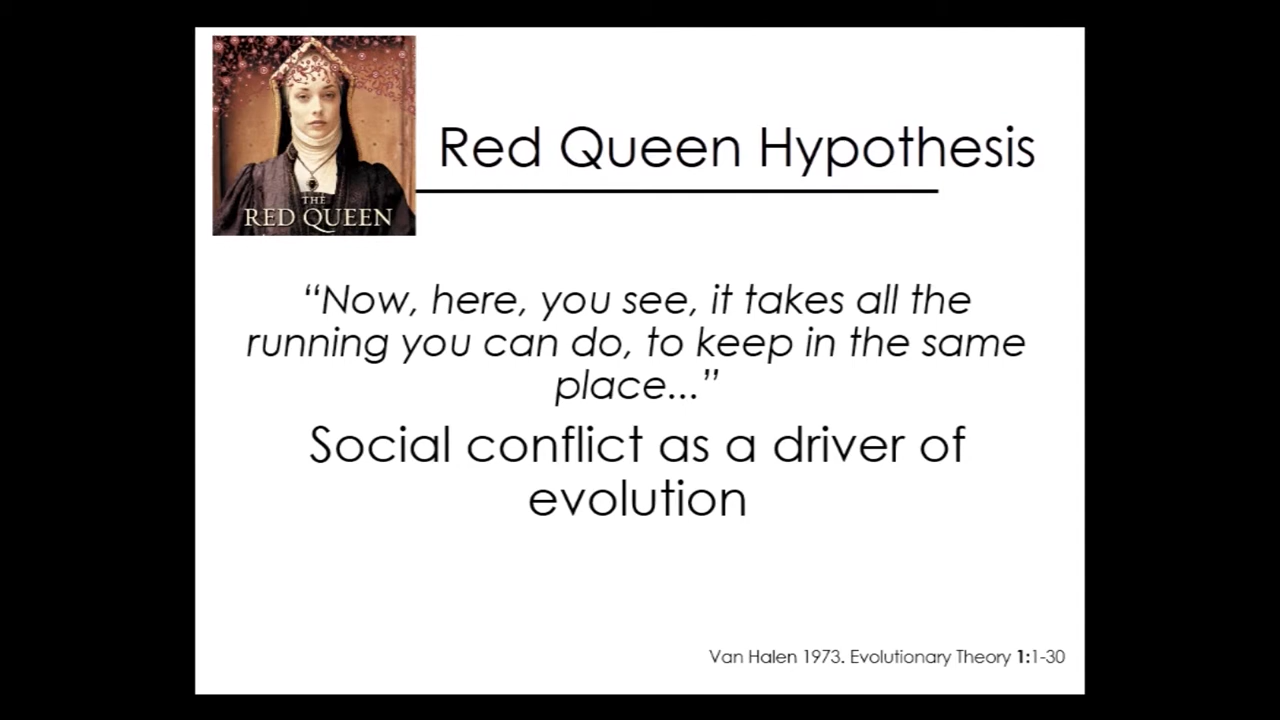 THE
RED QUEEN
Red Queen Hypothesis
“Now, here, you see, it takes all the
running you can do, to keep in the same
place...”
Social conflict as a driver of
evolution
Van Halen 1973. Evolutionary Theory 1:1-30